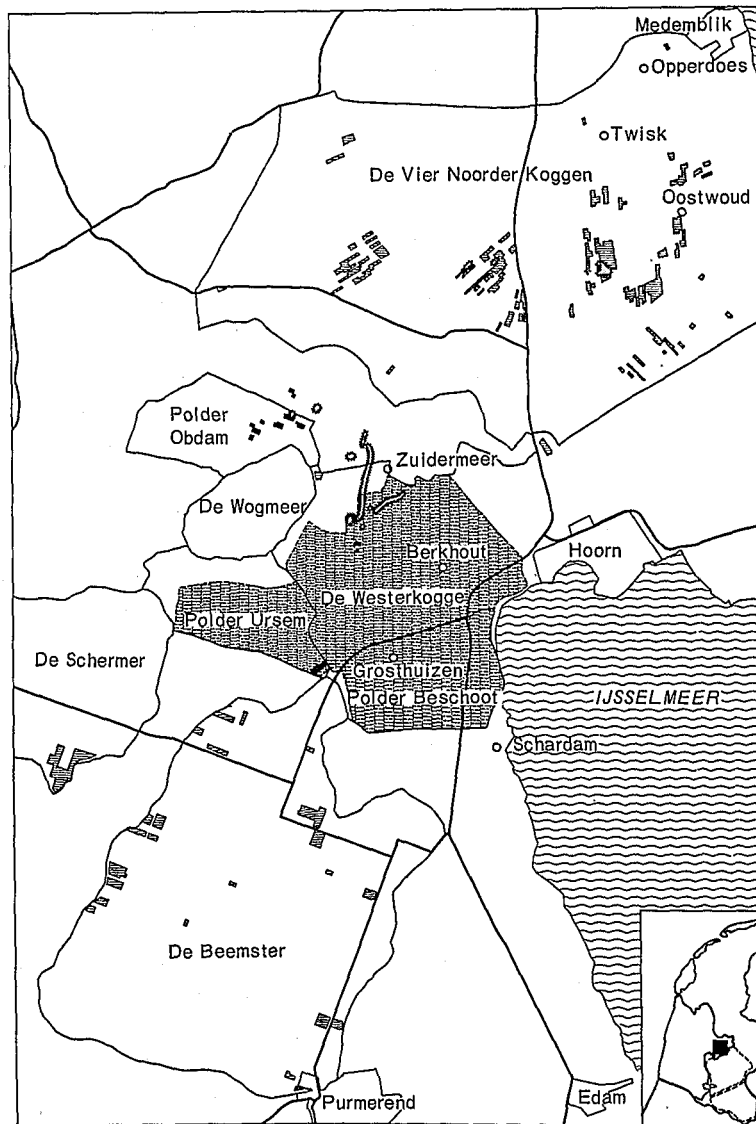 Medemblik
Opperdoes
Twisk
De Vier Noorder Koggen
Oostwoud
Polder
Obdam
Zuidermeer
De Wogmeer
Berkhout
Hoorn
De Westerkogge
Polder Ursem
De Schermer
Grosthuizen
Polder Beschoot
IJSSELMEER
Schardam
De Beemster
Purmerend
Edam